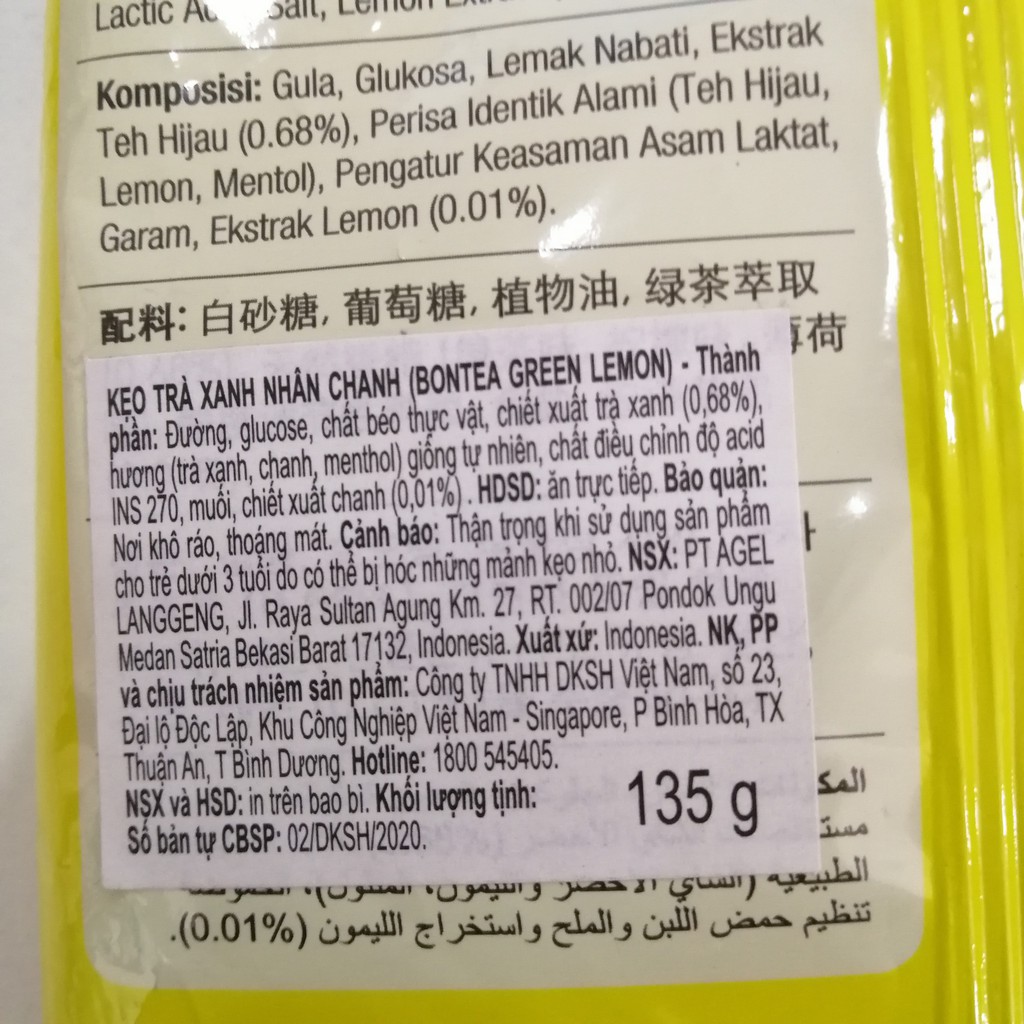 Lactic
Komposisi: Gula, Glukosa, Lemak Nabati, Ekstrak
Teh Hijau (0.68%), Perisa Identik Alami (Teh Hijau,
Lemon, Mentol), Pengatur Keasaman Asam Laktat,
Garam, Ekstrak Lemon (0.01%).
配料: 白砂糖, 葡萄糖, 植物油, 绿茶萃取
薄荷
KẸO TRÀ XANH NHÂN CHANH (BONTEA GREEN LEMON) - Thành
phần: Đường, glucose, chất béo thực vật, chiết xuất trà xanh (0,68%),
hương (trà xanh, chanh, menthol) giống tự nhiên, chất điều chỉnh độ acid
INS 270, muối, chiết xuất chanh (0,01%). HDSD: ăn trực tiếp. Bảo quản:
Nơi khô ráo, thoáng mát. Cảnh báo: Thận trọng khi sử dụng sản phẩm
cho trẻ dưới 3 tuổi do có thể bị hóc những mảnh kẹo nhỏ. NSX: PT AGEL
LANGGENG, Jl. Raya Sultan Agung Km. 27, RT. 002/07 Pondok Ungu
Medan Satria Bekasi Barat 17132, Indonesia. Xuất xứ: Indonesia. NK, PP
và chịu trách nhiệm sản phẩm: Công ty TNHH DKSH Việt Nam, số 23,
Đại lộ Độc Lập, Khu Công Nghiệp Việt Nam - Singapore, P Bình Hòa, TX
Thuận An, T Bình Dương. Hotline: 1800 545405.
NSX và HSD: in trên bao bì. Khối lượng tịnh: 135 g
Số bản tự CBSP: 02/DKSH/2020.
الطبيعية
تنظيم حمض اللبن والملح واستخراج الليمون (0.01%).